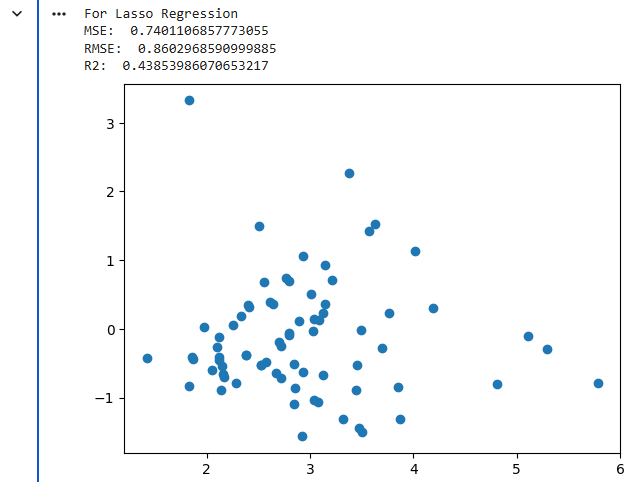 For Lasso Regression
MSE:  0.7401106857773055
RMSE:  0.8602968590999885
R2:  0.43853986070653217
3
2
1
0
−1
2 3 4 5 6